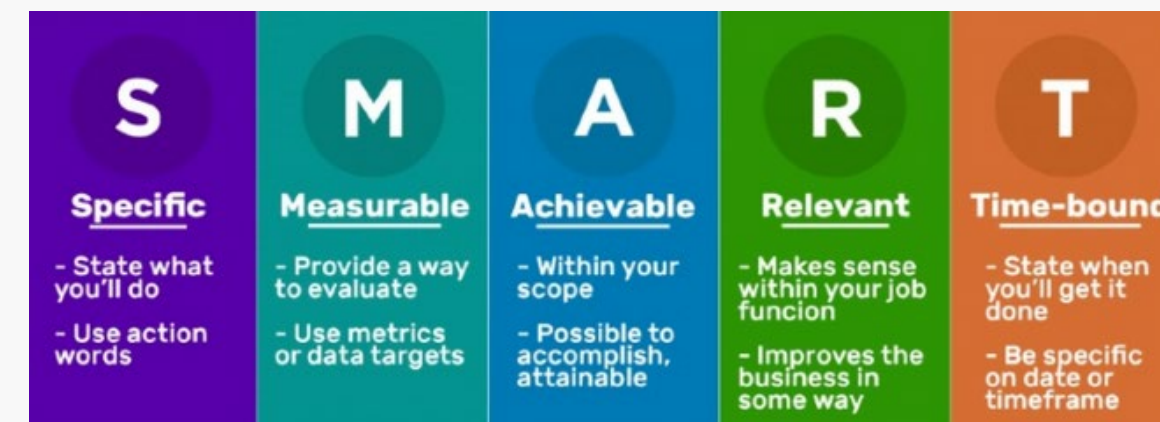 S
Specific
- State what
you'll do
- Use action
words
M
Measurable
- Provide a way
to evaluate
- Use metrics
or data targets
A
Achievable
- Within your
scope
- Possible to
accomplish,
attainable
R
Relevant
- Makes sense
within your job
funcion
- Improves the
business in
some way
T
Time-bound
- State when
you'll get it
done
- Be specific
on date or
timeframe